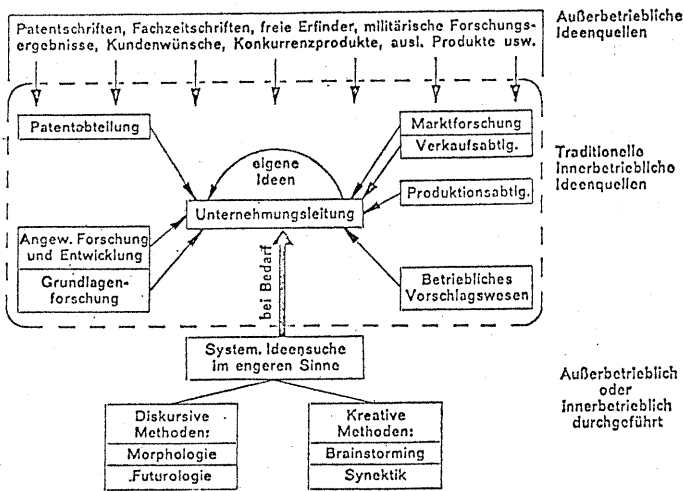 Patentschriften, Fachzeitschriften, freie Erfinder, militärische Forschungs-
ergebnisse, Kundenwünsche, Konkurrenzprodukte, ausl. Produkte usw.
Außerbetriebliche
Ideenquellen
Patentabteilung
Marktforschung
Verkaufsabtlg.
Traditionelle
Innerbetriebliche
Ideenquellen
eigene
Ideen
Produktionsabtlg.
Unternehmungsleitung
Angew. Forschung
und Entwicklung
Grundlagen-
forschung
bei Bedarf
Betriebliches
Vorschlagswesen
System. Ideensuche
im engeren Sinne
Außerbetrieblich
oder
Innerbetrieblich
durchgeführt
Diskursive
Methoden:
Morphologie
Futurologie
Kreative
Methoden:
Brainstorming
Synektik